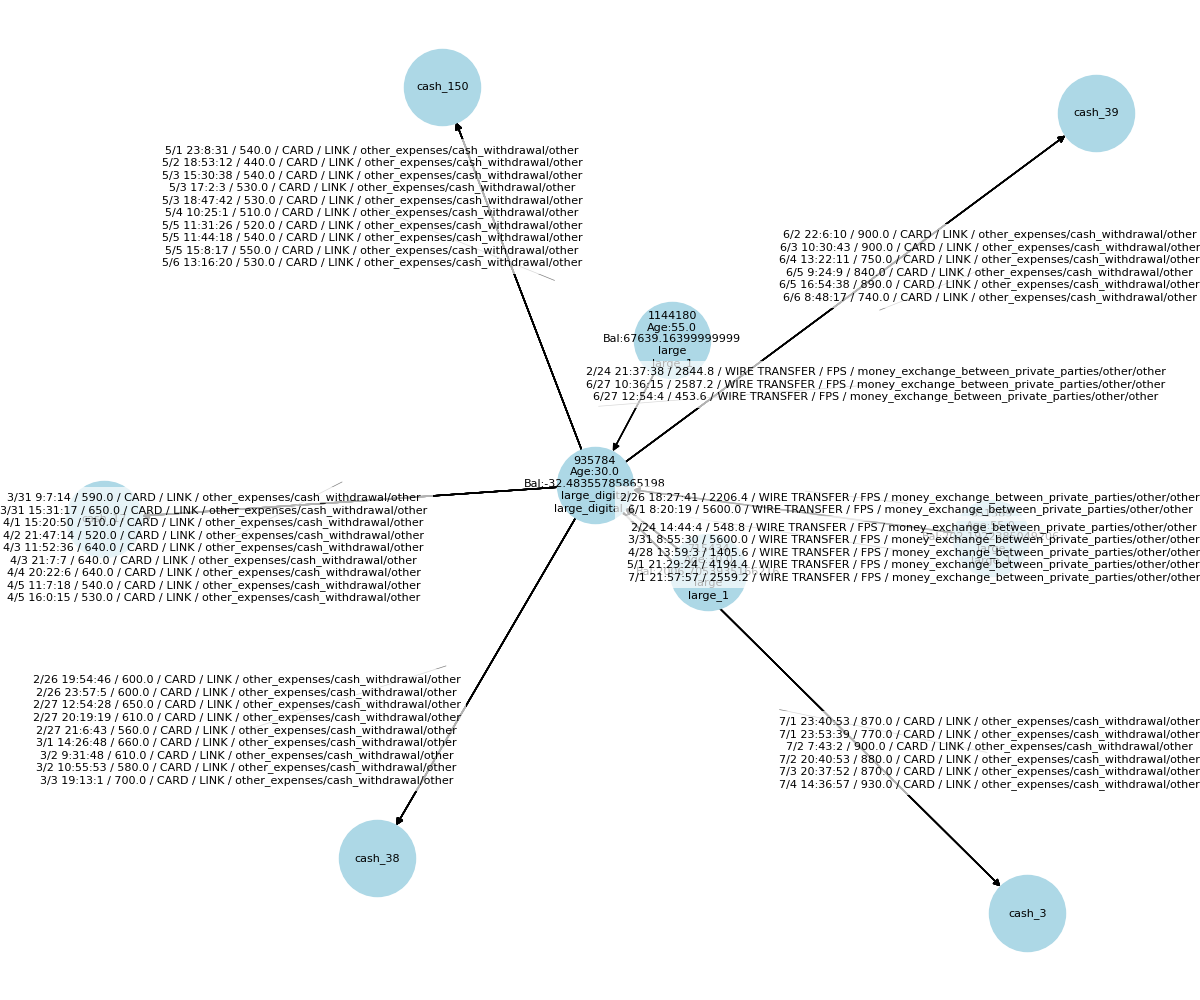 cash_150
cash_39
5/1 23:8:31 / 540.0 / CARD / LINK / other_expenses/cash_withdrawal/other
5/2 18:53:12 / 440.0 / CARD / LINK / other_expenses/cash_withdrawal/other
5/3 15:30:38 / 540.0 / CARD / LINK / other_expenses/cash_withdrawal/other
5/3 17:2:3 / 530.0 / CARD / LINK / other_expenses/cash_withdrawal/other
5/3 18:47:42 / 530.0 / CARD / LINK / other_expenses/cash_withdrawal/other
5/4 10:25:1 / 510.0 / CARD / LINK / other_expenses/cash_withdrawal/other
5/5 11:31:26 / 520.0 / CARD / LINK / other_expenses/cash_withdrawal/other
5/5 11:44:18 / 540.0 / CARD / LINK / other_expenses/cash_withdrawal/other
5/5 15:8:17 / 550.0 / CARD / LINK / other_expenses/cash_withdrawal/other
5/6 13:16:20 / 530.0 / CARD / LINK / other_expenses/cash_withdrawal/other
6/2 22:6:10 / 900.0 / CARD / LINK / other_expenses/cash_withdrawal/other
6/3 10:30:43 / 900.0 / CARD / LINK / other_expenses/cash_withdrawal/other
6/4 13:22:11 / 750.0 / CARD / LINK / other_expenses/cash_withdrawal/other
6/5 9:24:9 / 840.0 / CARD / LINK / other_expenses/cash_withdrawal/other
6/5 16:54:38 / 890.0 / CARD / LINK / other_expenses/cash_withdrawal/other
6/6 8:48:17 / 740.0 / CARD / LINK / other_expenses/cash_withdrawal/other
1144180
Age:55.0
Bal:67639.16399999999
large
large_1
2/24 21:37:38 / 2844.8 / WIRE TRANSFER / FPS / money_exchange_between_private_parties/other/other
6/27 10:36:15 / 2587.2 / WIRE TRANSFER / FPS / money_exchange_between_private_parties/other/other
6/27 12:54:4 / 453.6 / WIRE TRANSFER / FPS / money_exchange_between_private_parties/other/other
935784
Age:30.0
Bal:-32.48355785865198
2/26 18:27:41 / 2206.4 / WIRE TRANSFER / FPS / money_exchange_between_private_parties/other/other
6/1 8:20:19 / 5600.0 / WIRE TRANSFER / FPS / money_exchange_between_private_parties/other/other
2/24 14:44:4 / 548.8 / WIRE TRANSFER / FPS / money_exchange_between_private_parties/other/other
3/31 8:55:30 / 5600.0 / WIRE TRANSFER / FPS / money_exchange_between_private_parties/other/other
4/28 13:59:3 / 1405.6 / WIRE TRANSFER / FPS / money_exchange_between_private_parties/other/other
5/1 21:29:24 / 4194.4 / WIRE TRANSFER / FPS / money_exchange_between_private_parties/other/other
7/1 21:57:57 / 2559.2 / WIRE TRANSFER / FPS / money_exchange_between_private_parties/other/other
large
large_1
3/31 9:7:14 / 590.0 / CARD / LINK / other_expenses/cash_withdrawal/other
3/31 15:31:17 / 650.0 / CARD / LINK / other_expenses/cash_withdrawal/other
4/1 15:20:50 / 570.0 / CARD / LINK / other_expenses/cash_withdrawal/other
4/2 21:47:14 / 520.0 / CARD / LINK / other_expenses/cash_withdrawal/other
4/3 11:52:36 / 640.0 / CARD / LINK / other_expenses/cash_withdrawal/other
4/3 21:7:7 / 640.0 / CARD / LINK / other_expenses/cash_withdrawal/other
4/4 20:22:6 / 640.0 / CARD / LINK / other_expenses/cash_withdrawal/other
4/5 11:7:18 / 540.0 / CARD / LINK / other_expenses/cash_withdrawal/other
4/5 16:0:15 / 530.0 / CARD / LINK / other_expenses/cash_withdrawal/other
2/26 19:54:46 / 600.0 / CARD / LINK / other_expenses/cash_withdrawal/other
2/26 23:57:5 / 600.0 / CARD / LINK / other_expenses/cash_withdrawal/other
2/27 12:54:28 / 650.0 / CARD / LINK / other_expenses/cash_withdrawal/other
2/27 20:19:19 / 610.0 / CARD / LINK / other_expenses/cash_withdrawal/other
2/27 21:6:43 / 560.0 / CARD / LINK / other_expenses/cash_withdrawal/other
3/1 14:26:48 / 660.0 / CARD / LINK / other_expenses/cash_withdrawal/other
3/2 9:31:48 / 610.0 / CARD / LINK / other_expenses/cash_withdrawal/other
3/2 10:55:53 / 580.0 / CARD / LINK / other_expenses/cash_withdrawal/other
3/3 19:13:1 / 700.0 / CARD / LINK / other_expenses/cash_withdrawal/other
7/1 23:40:53 / 870.0 / CARD / LINK / other_expenses/cash_withdrawal/other
7/1 23:53:39 / 770.0 / CARD / LINK / other_expenses/cash_withdrawal/other
7/2 7:43:2 / 900.0 / CARD / LINK / other_expenses/cash_withdrawal/other
7/2 20:40:53 / 880.0 / CARD / LINK / other_expenses/cash_withdrawal/other
7/3 20:37:52 / 870.0 / CARD / LINK / other_expenses/cash_withdrawal/other
7/4 14:36:57 / 930.0 / CARD / LINK / other_expenses/cash_withdrawal/other
cash_38
cash_3